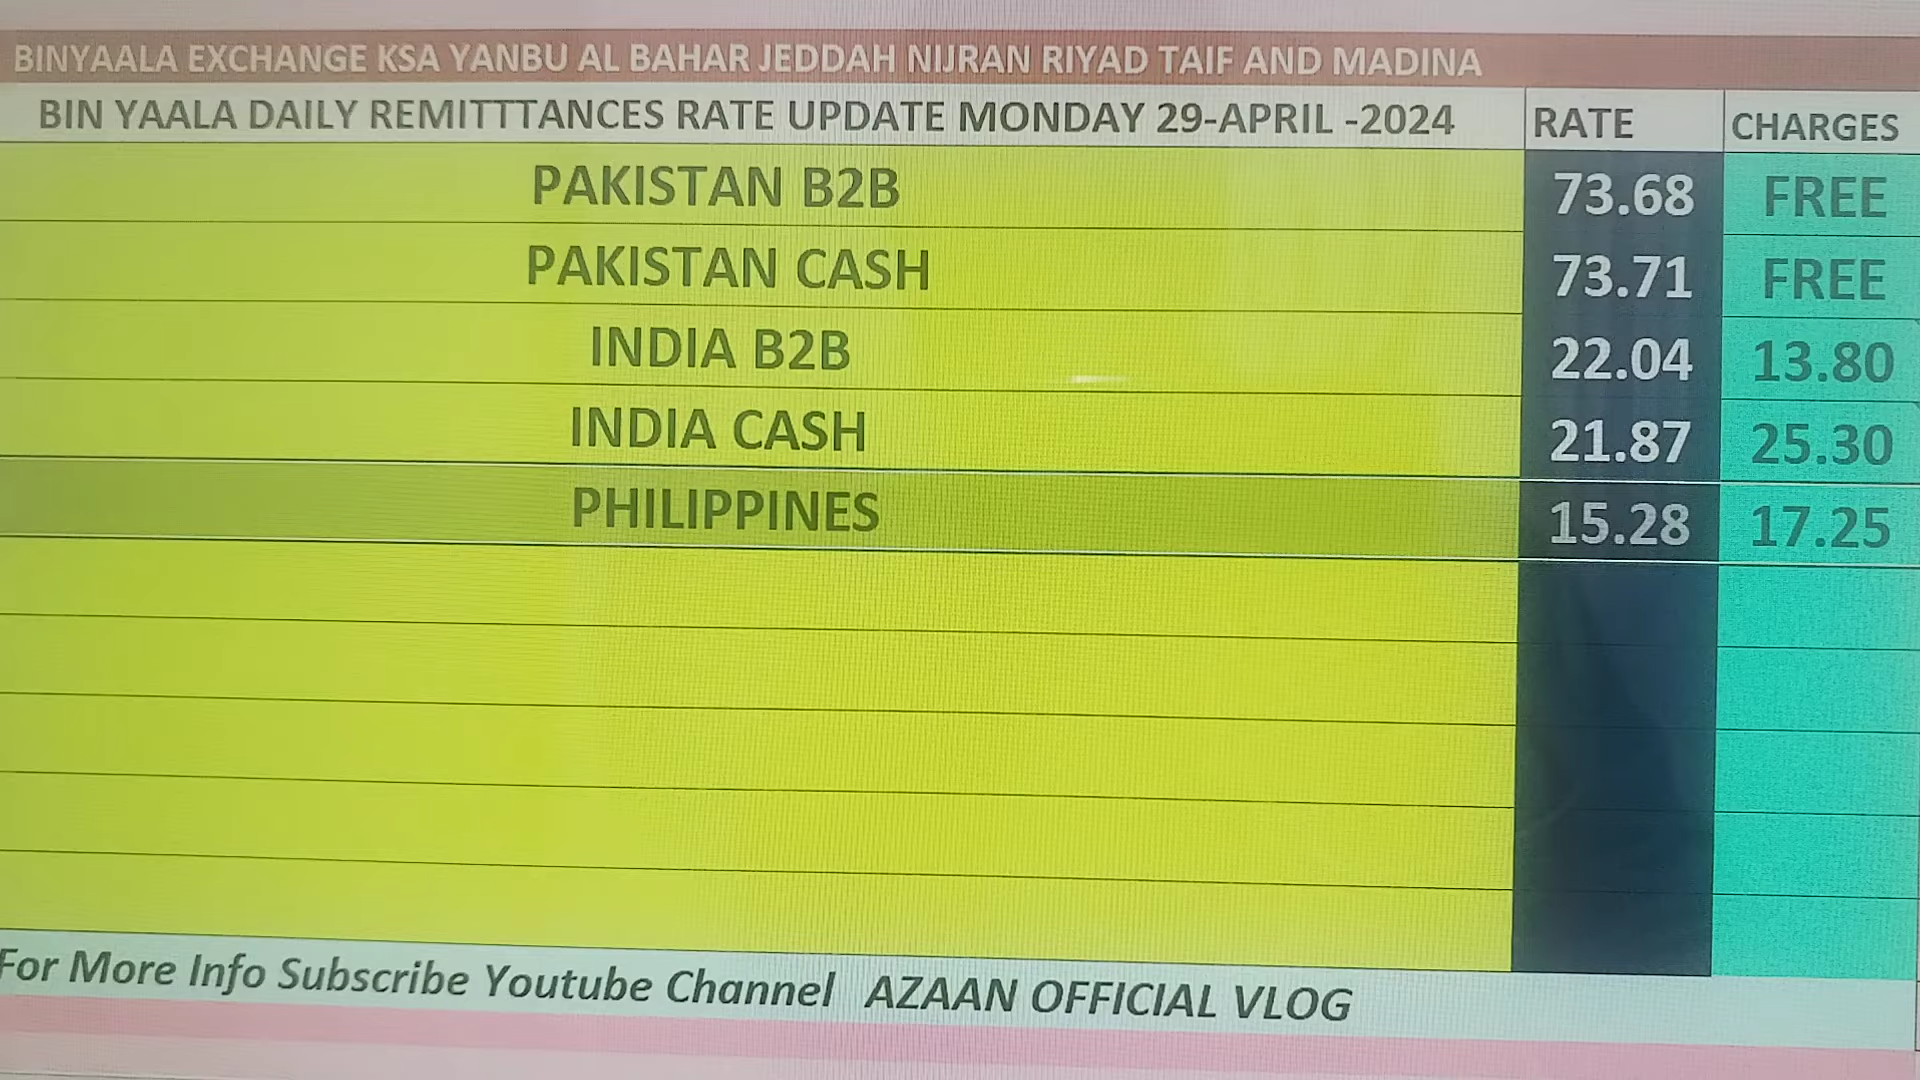 BINYAALA EXCHANGE KSA YANBU AL BAHAR JEDDAH NIJRAN RIYAD TAIF AND MADINA
BIN YAALA DAILY REMITTTANCES RATE UPDATE MONDAY 29-APRIL -2024 RATE CHARGES
PAKISTAN B2B 73.68 FREE
PAKISTAN CASH 73.71 FREE
INDIA B2B 22.04 13.80
INDIA CASH 21.87 25.30
PHILIPPINES 15.28 17.25
For More Info Subscribe Youtube Channel AZAAN OFFICIAL VLOG